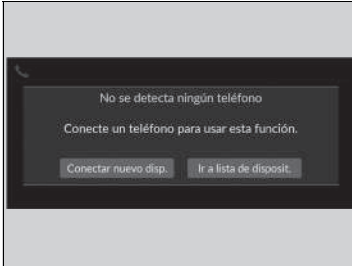 No se detecta ningún teléfono
Conecte un teléfono para usar esta función.
Conectar nuevo disp. Ir a lista de disposit.